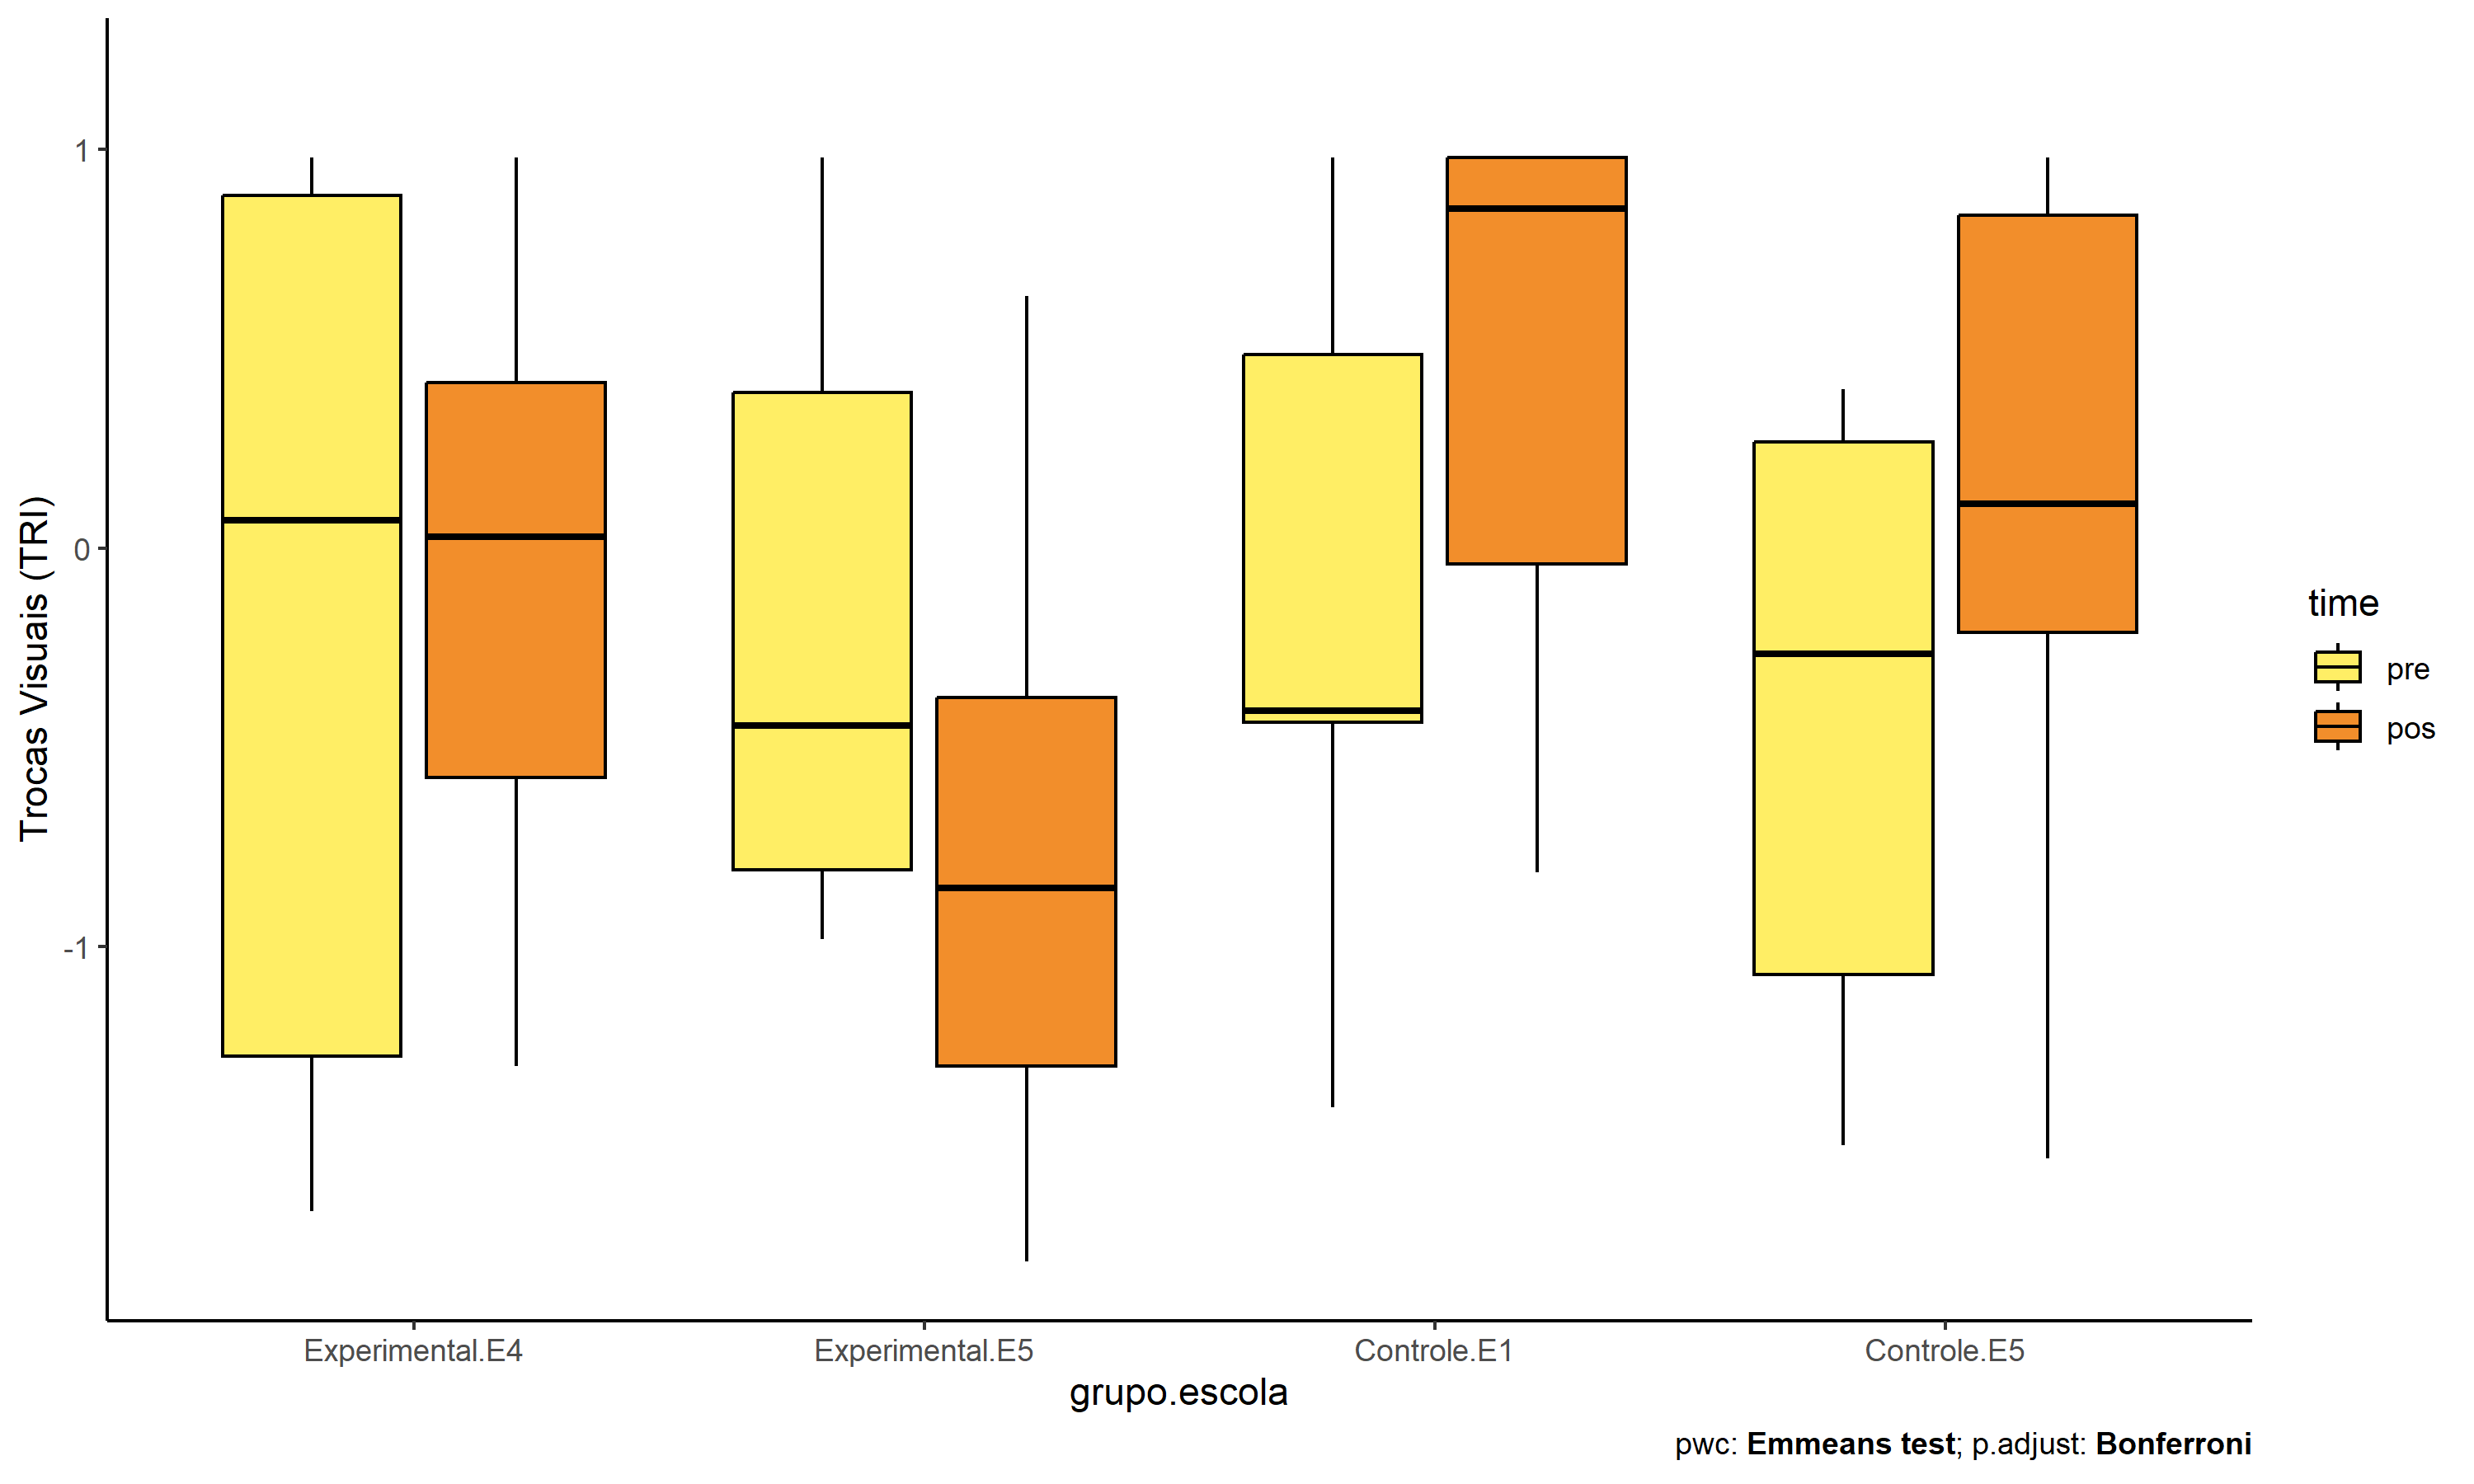 Trocas Visuais (TRI)
1
0
-1
Experimental.E4
Experimental.E5
Controle.E1
Controle.E5
grupo.escola
time
pre
pos
pwc: Emmeans test; p.adjust: Bonferroni